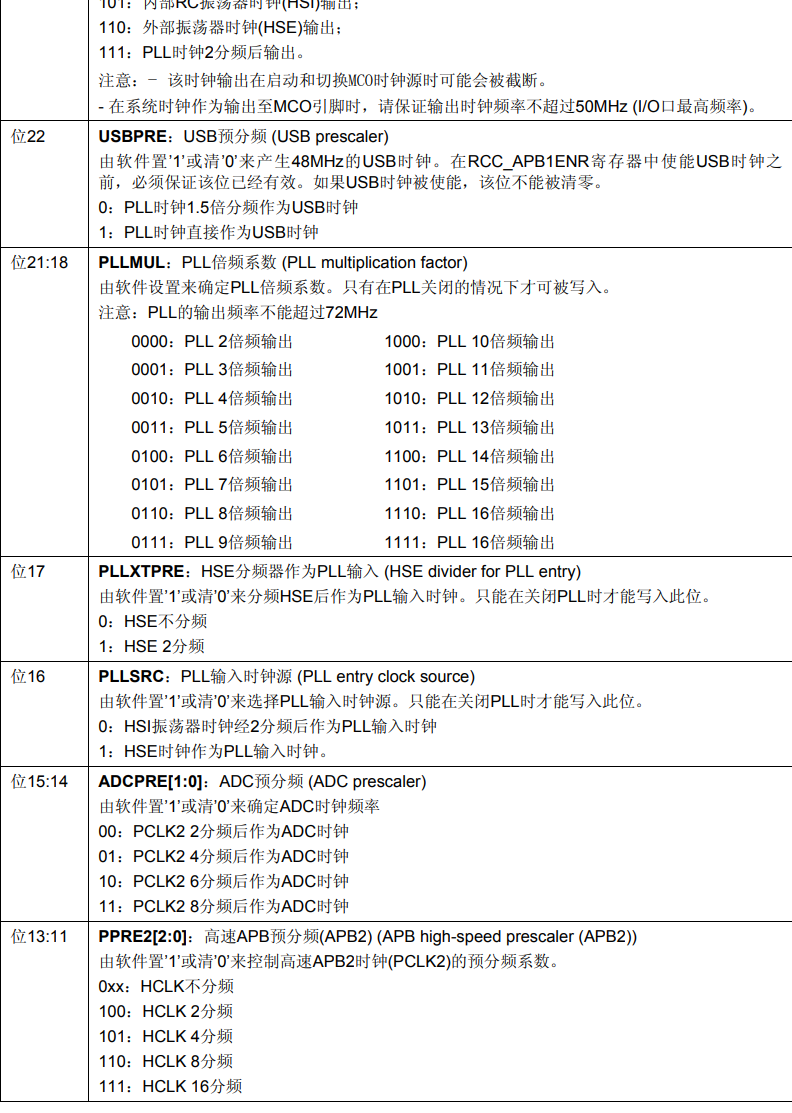 101：内部RC振荡器时钟(HSI)输出；
110：外部振荡器时钟(HSE)输出；
111：PLL时钟2分频后输出。
注意：− 该时钟输出在启动和切换MCO时钟源时可能会被截断。
- 在系统时钟作为输出至MCO引脚时，请保证输出时钟频率不超过50MHz (I/O口最高频率)。
位22
USBPRE：USB预分频 (USB prescaler)
由软件置’1’或清’0’来产生48MHz的USB时钟。在RCC_APB1ENR寄存器中使能USB时钟之
前，必须保证该位已经有效。如果USB时钟被使能，该位不能被清零。
0：PLL时钟1.5倍分频作为USB时钟
1：PLL时钟直接作为USB时钟
位21:18
PLLMUL：PLL倍频系数 (PLL multiplication factor)
由软件设置来确定PLL倍频系数。只有在PLL关闭的情况下才可被写入。
注意：PLL的输出频率不能超过72MHz
0000：PLL 2倍频输出 1000：PLL 10倍频输出
0001：PLL 3倍频输出 1001：PLL 11倍频输出
0010：PLL 4倍频输出 1010：PLL 12倍频输出
0011：PLL 5倍频输出 1011：PLL 13倍频输出
0100：PLL 6倍频输出 1100：PLL 14倍频输出
0101：PLL 7倍频输出 1101：PLL 15倍频输出
0110：PLL 8倍频输出 1110：PLL 16倍频输出
0111：PLL 9倍频输出 1111：PLL 16倍频输出
位17
PLLXTPRE：HSE分频器作为PLL输入 (HSE divider for PLL entry)
由软件置’1’或清’0’来分频HSE后作为PLL输入时钟。只能在关闭PLL时才能写入此位。
0：HSE不分频
1：HSE 2分频
位16
PLLSRC：PLL输入时钟源 (PLL entry clock source)
由软件置’1’或清’0’来选择PLL输入时钟源。只能在关闭PLL时才能写入此位。
0：HSI振荡器时钟经2分频后作为PLL输入时钟
1：HSE时钟作为PLL输入时钟。
位15:14
ADCPRE[1:0]：ADC预分频 (ADC prescaler)
由软件置’1’或清’0’来确定ADC时钟频率
00：PCLK2 2分频后作为ADC时钟
01：PCLK2 4分频后作为ADC时钟
10：PCLK2 6分频后作为ADC时钟
11：PCLK2 8分频后作为ADC时钟
位13:11
PPRE2[2:0]：高速APB预分频(APB2) (APB high-speed prescaler (APB2))
由软件置’1’或清’0’来控制高速APB2时钟(PCLK2)的预分频系数。
0xx：HCLK不分频
100：HCLK 2分频
101：HCLK 4分频
110：HCLK 8分频
111：HCLK 16分频